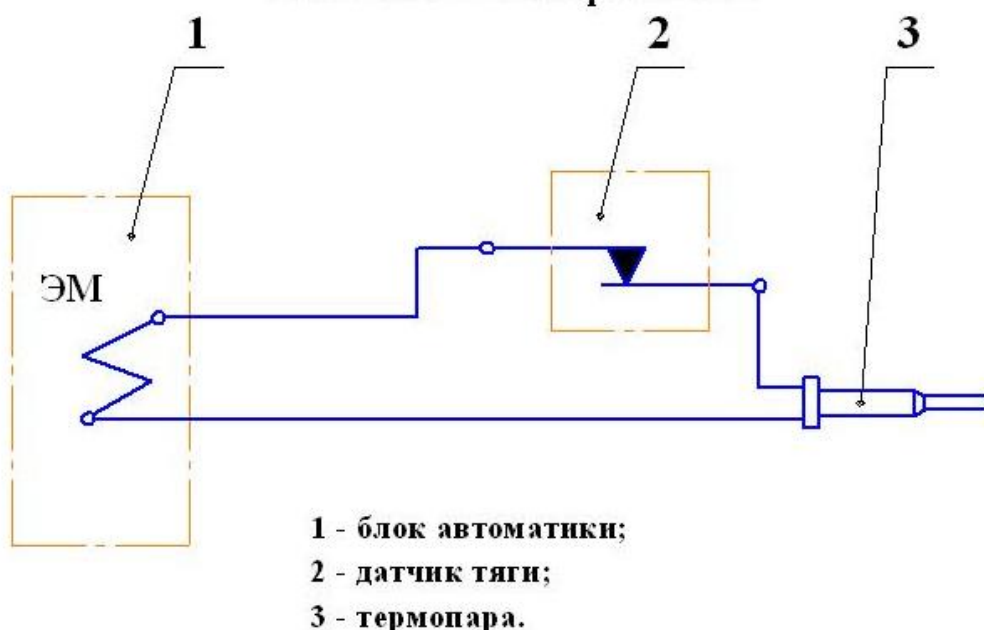 1
2
3
ЭМ
1 - блок автоматики;
2 - датчик тяги;
3 - термопара.